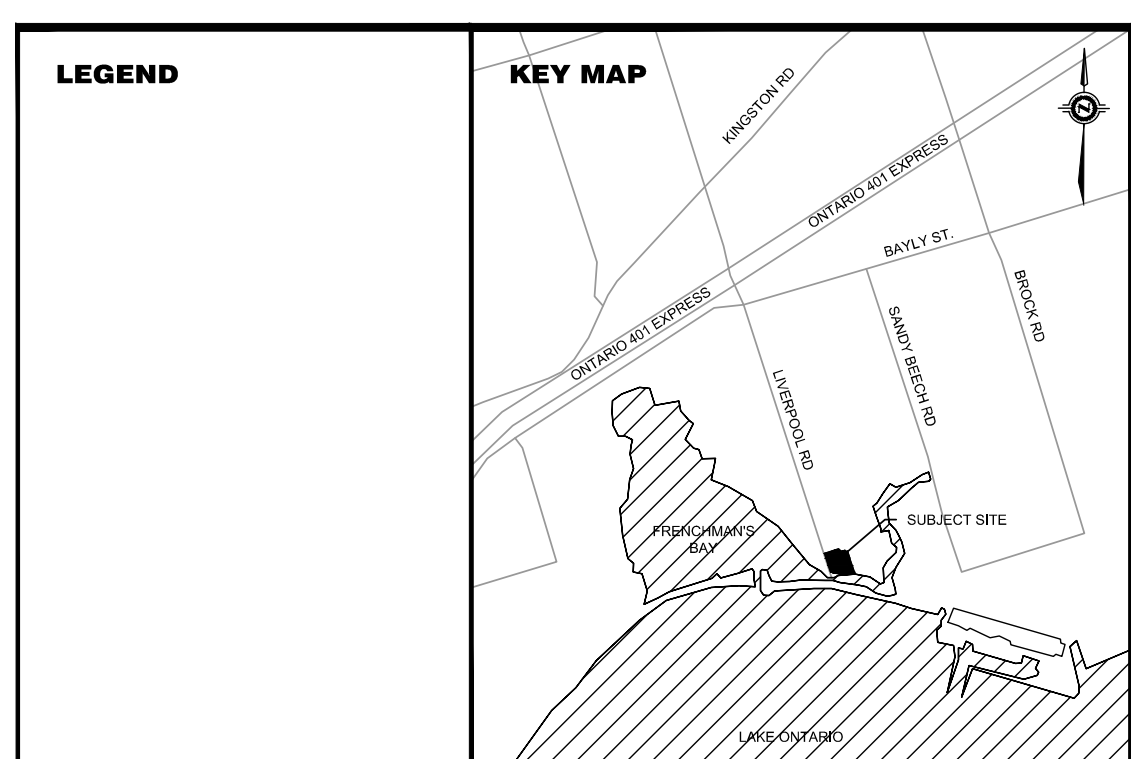 LEGEND
KEY MAP
KINGSTON RD
Z
ONTARIO 401 EXPRESS
BAYLY ST.
BROCK RD
ONTARIO 401 EXPRESS
SANDY BEECH RD
LIVERPOOL RD
SUBJECT SITE
FRENCHMAN'S
BAY
LAKE ONTARIO